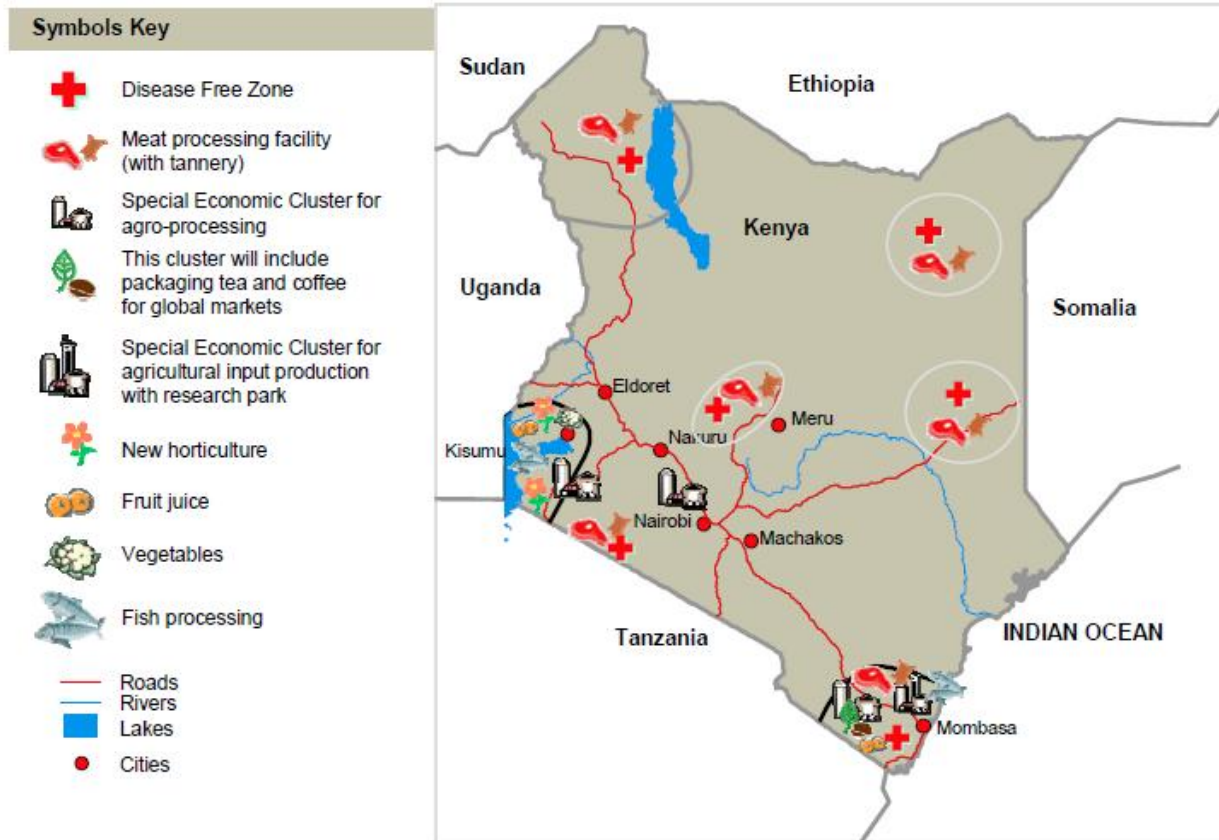 Symbols Key
Disease Free Zone
Meat processing facility
(with tannery)
Special Economic Cluster for
agro-processing
This cluster will include
packaging tea and coffee
for global markets
Special Economic Cluster for
agricultural input production
with research park
New horticulture
Fruit juice
Vegetables
Fish processing
Roads
Rivers
Lakes
Cities
Sudan
Ethiopia
Kenya
Uganda
Somalia
Eldoret
Meru
Nakuru
Kisumu
Nairobi
Machakos
Tanzania
INDIAN OCEAN
Mombasa